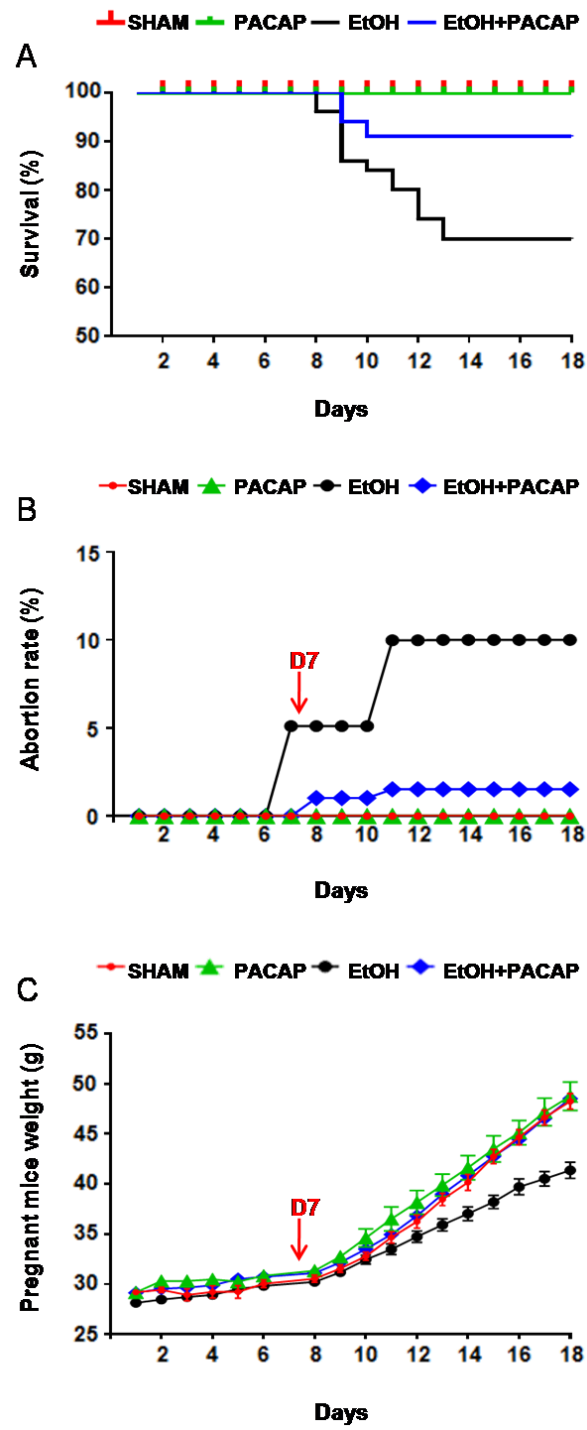 SHAM PACAP EtOH EtOH+PACAP
A
Survival (%)
100
90
80
70
60
50
2 4 6 8 10 12 14 16 18
Days
SHAM PACAP EtOH EtOH+PACAP
B
Abortion rate (%)
15
10
5
0
D7
2 4 6 8 10 12 14 16 18
Days
SHAM PACAP EtOH EtOH+PACAP
C
Pregnant mice weight (g)
55
50
45
40
35
30
25
D7
2 4 6 8 10 12 14 16 18
Days